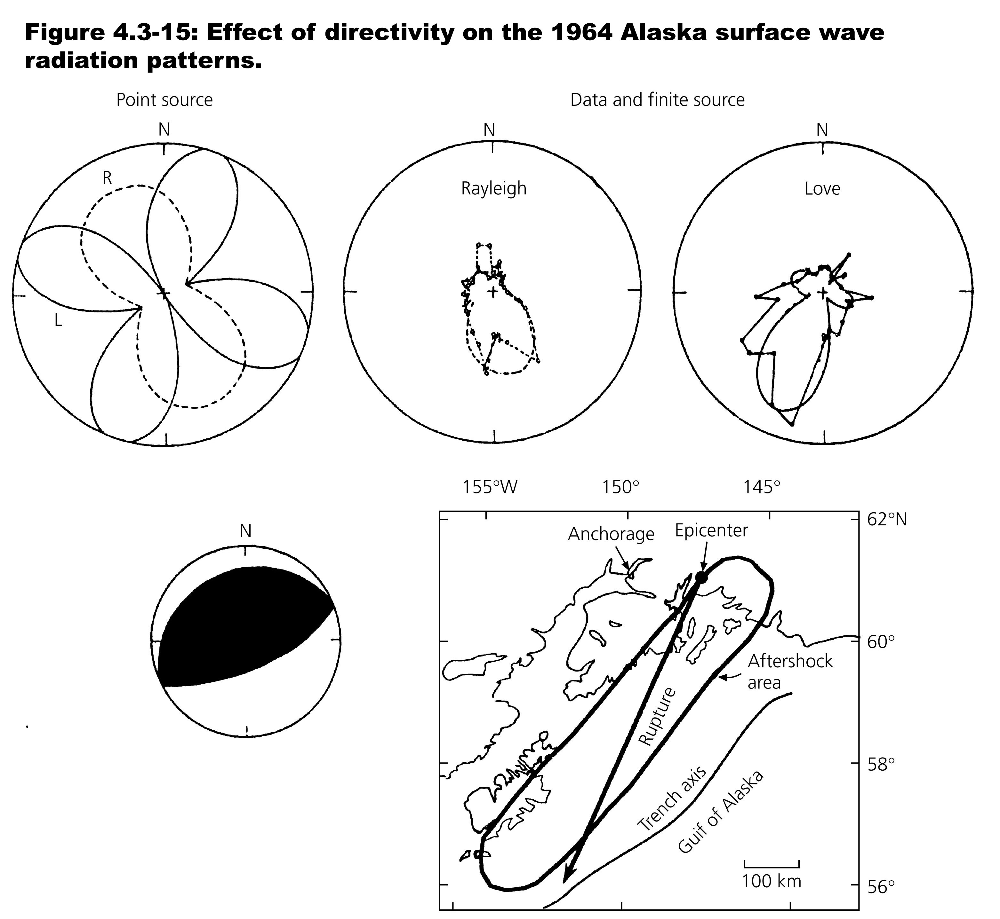 Figure 4.3-15: Effect of directivity on the 1964 Alaska surface wave
radiation patterns.
Point source
Data and finite source
N
N
N
R
L
Rayleigh
Love
155°W
150°
145°
N
62°N
60°
58°
56°
Anchorage
Epicenter
Aftershock
area
Rupture
Trench axis
Guif of Alaska
100 km